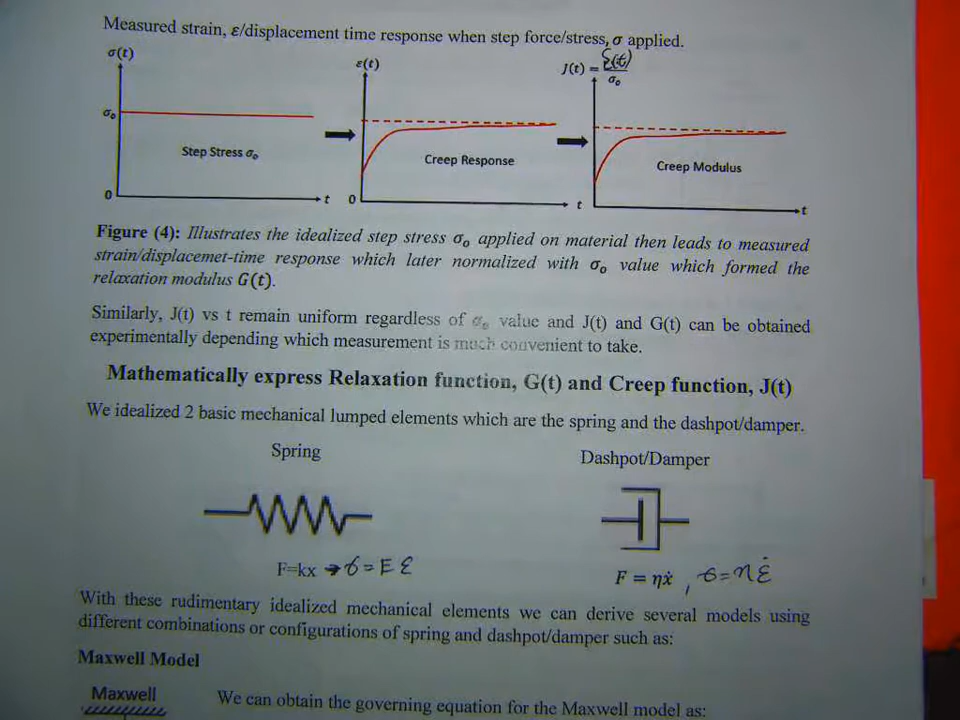 Measured strain, ε/displacement time response when step force/stress, σ applied.
σ(t)
ε(t)
J(t) = ε(t)/σₒ
σₒ
Step Stress σₒ
Creep Response
Creep Modulus
0
t
0
t
t
Figure (4): Illustrates the idealized step stress σₒ applied on material then leads to measured
strain/displacemet-time response which later normalized with σₒ value which formed the
relaxation modulus G(t).
Similarly, J(t) vs t remain uniform regardless of σₒ value and J(t) and G(t) can be obtained
experimentally depending which measurement is much convenient to take.
Mathematically express Relaxation function, G(t) and Creep function, J(t)
We idealized 2 basic mechanical lumped elements which are the spring and the dashpot/damper.
Spring
Dashpot/Damper
F=kx → σ = E ε
F = ηẋ , σ = η ε̇
With these rudimentary idealized mechanical elements we can derive several models using
different combinations or configurations of spring and dashpot/damper such as:
Maxwell Model
Maxwell
We can obtain the governing equation for the Maxwell model as: